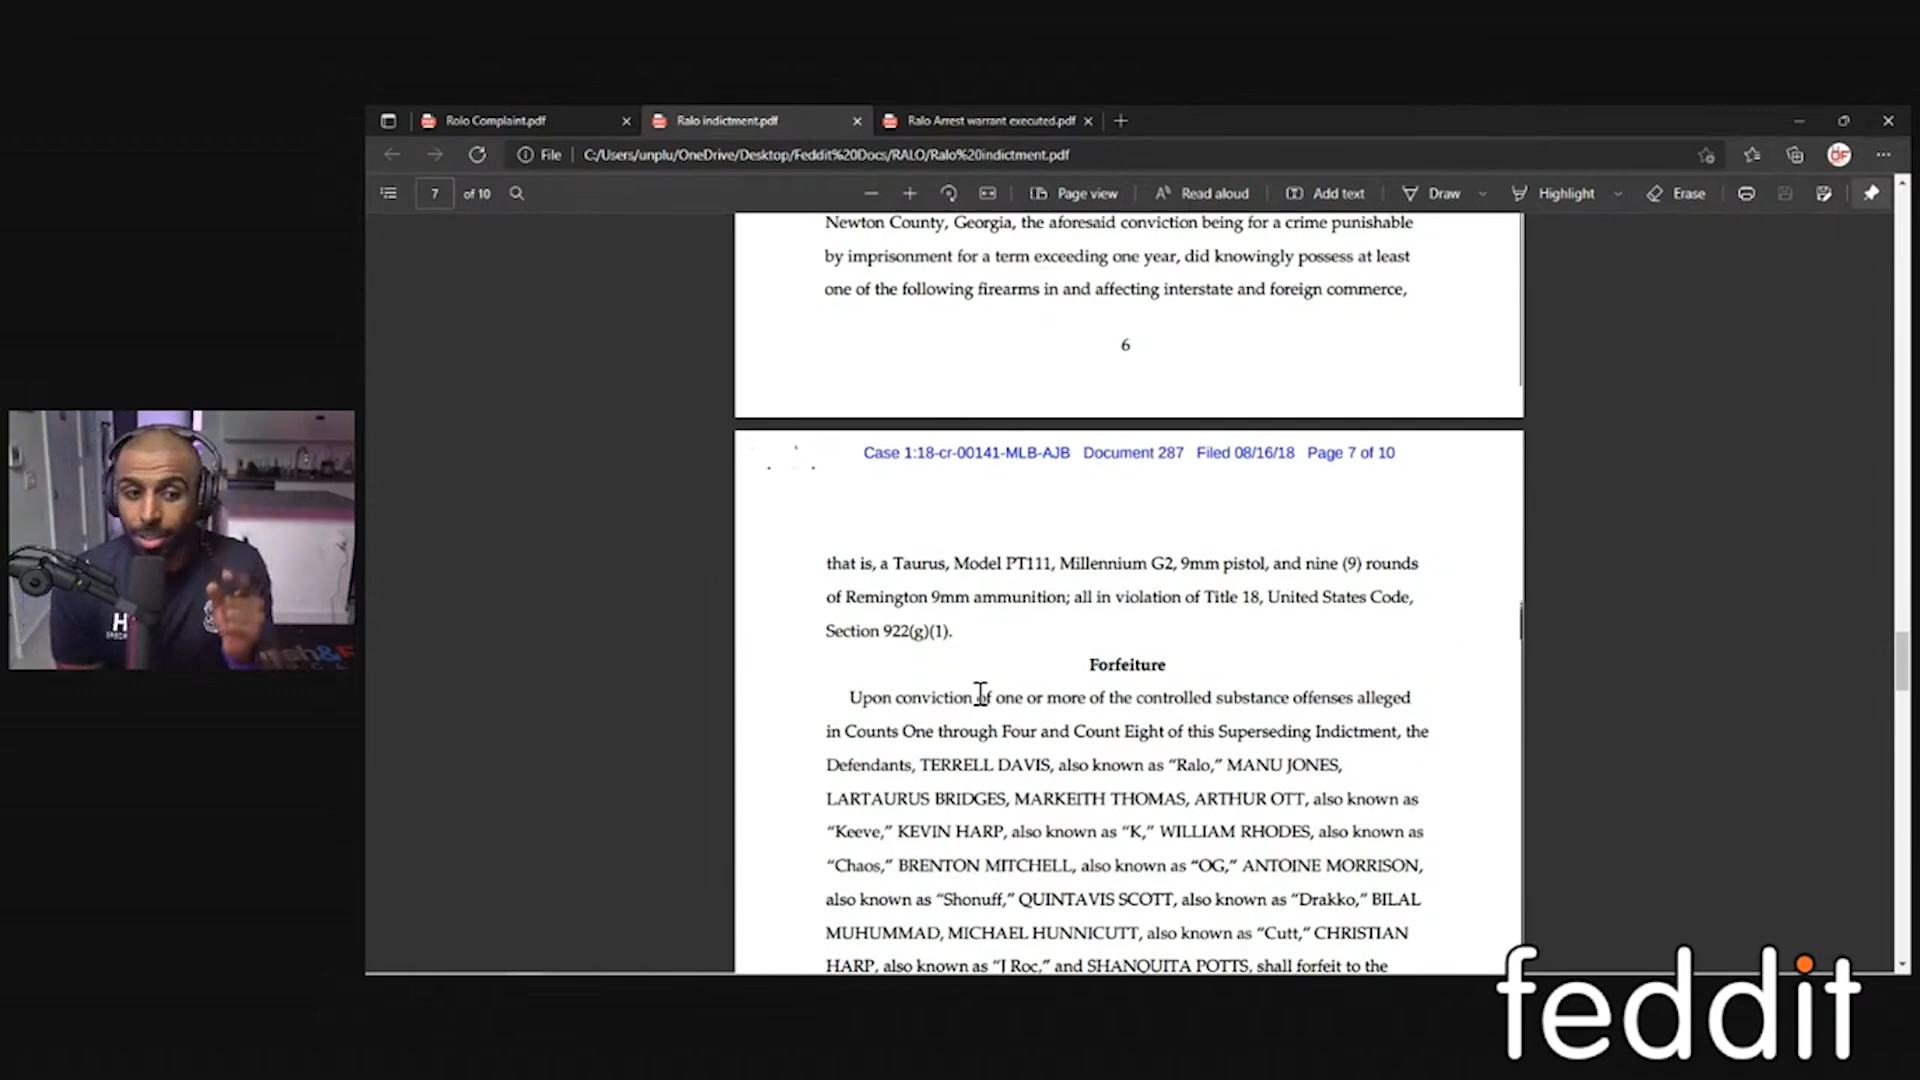 Rolo Complaint.pdf
Ralo indictment.pdf
Ralo Arrest warrant executed.pdf
File
C:/Users/unplu/OneDrive/Desktop/Feddit%20Docs/RALO/Ralo%20indictment.pdf
7 of 10
Page view
Read aloud
Add text
Draw
Highlight
Erase
Newton County, Georgia, the aforesaid conviction being for a crime punishable
by imprisonment for a term exceeding one year, did knowingly possess at least
one of the following firearms in and affecting interstate and foreign commerce,
6
Case 1:18-cr-00141-MLB-AJB Document 287 Filed 08/16/18 Page 7 of 10
that is, a Taurus, Model PT111, Millennium G2, 9mm pistol, and nine (9) rounds
of Remington 9mm ammunition; all in violation of Title 18, United States Code,
Section 922(g)(1).
Forfeiture
Upon conviction of one or more of the controlled substance offenses alleged
in Counts One through Four and Count Eight of this Superseding Indictment, the
Defendants, TERRELL DAVIS, also known as “Ralo,” MANU JONES,
LARTAURUS BRIDGES, MARKEITH THOMAS, ARTHUR OTT, also known as
“Keeve,” KEVIN HARP, also known as “K,” WILLIAM RHODES, also known as
“Chaos,” BRENTON MITCHELL, also known as “OG,” ANTOINE MORRISON,
also known as “Shonuff,” QUINTAVIS SCOTT, also known as “Drakko,” BILAL
MUHUMMAD, MICHAEL HUNNICUTT, also known as “Cutt,” CHRISTIAN
HARP, also known as “J Roc,” and SHANQUITA POTTS, shall forfeit to the
feddit